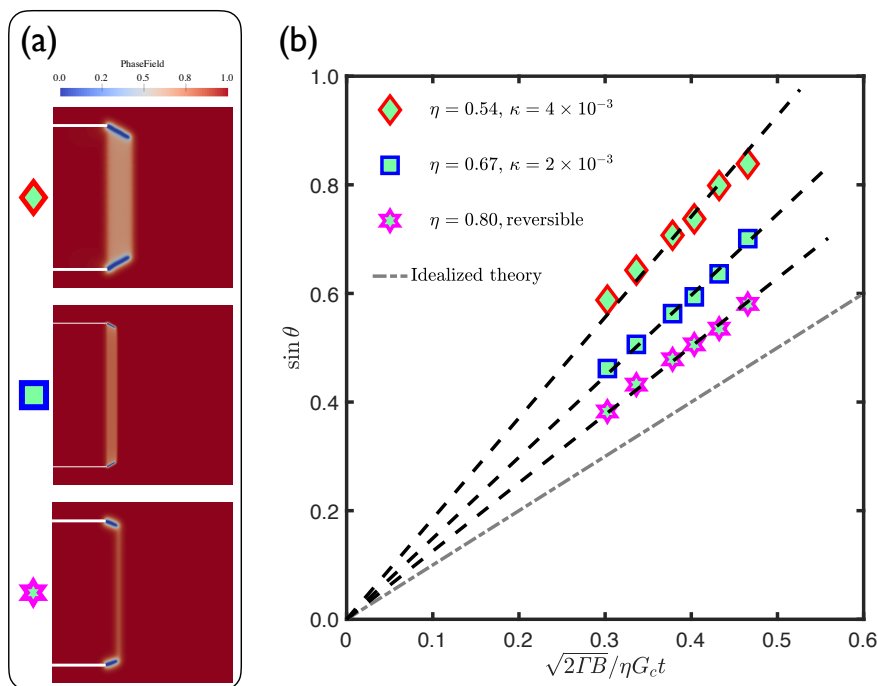 (a)
PhaseField
0.0 0.2 0.5 0.8 1.0
(b)
1.0
0.8
0.6
0.4
0.2
0.0
sin θ
η = 0.54, κ = 4 × 10⁻³
η = 0.67, κ = 2 × 10⁻³
η = 0.80, reversible
Idealized theory
0 0.1 0.2 0.3 0.4 0.5 0.6
√2ΓB/ηG_c t